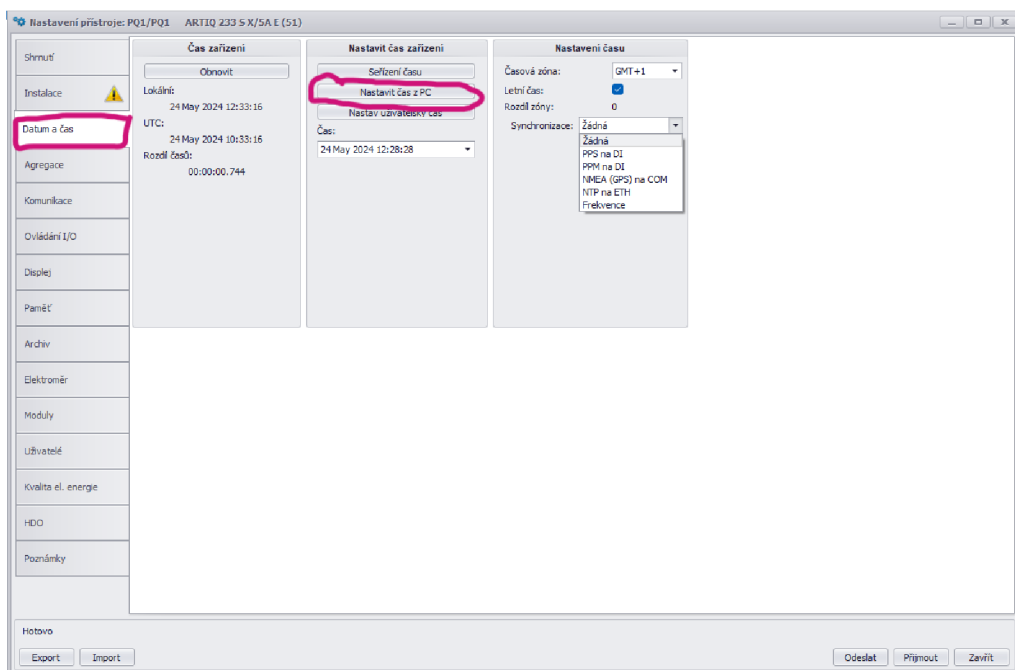 Nastavení přístroje: PQ1/PQ1 ARTIQ 233 S X/5A E (51)
Shrnutí
Instalace
Datum a čas
Agregace
Komunikace
Ovládání I/O
Displej
Paměť
Archiv
Elektroměr
Moduly
Uživatelé
Kvalita el. energie
HDO
Poznámky
Čas zařízení
Obnovit
Lokální:
24 May 2024 12:33:16
UTC:
24 May 2024 10:33:16
Rozdíl časů:
00:00:00.744
Nastavit čas zařízení
Seřízení času
Nastavit čas z PC
Nastav uživatelský čas
Čas:
24 May 2024 12:28:28
Nastavení času
Časová zóna: GMT+1
Letní čas:
Rozdíl zóny: 0
Synchronizace: Žádná
Žádná
PPS na DI
PPM na DI
NMEA (GPS) na COM
NTP na ETH
Frekvence
Hotovo
Export Import Odeslat Přijmout Zavřít